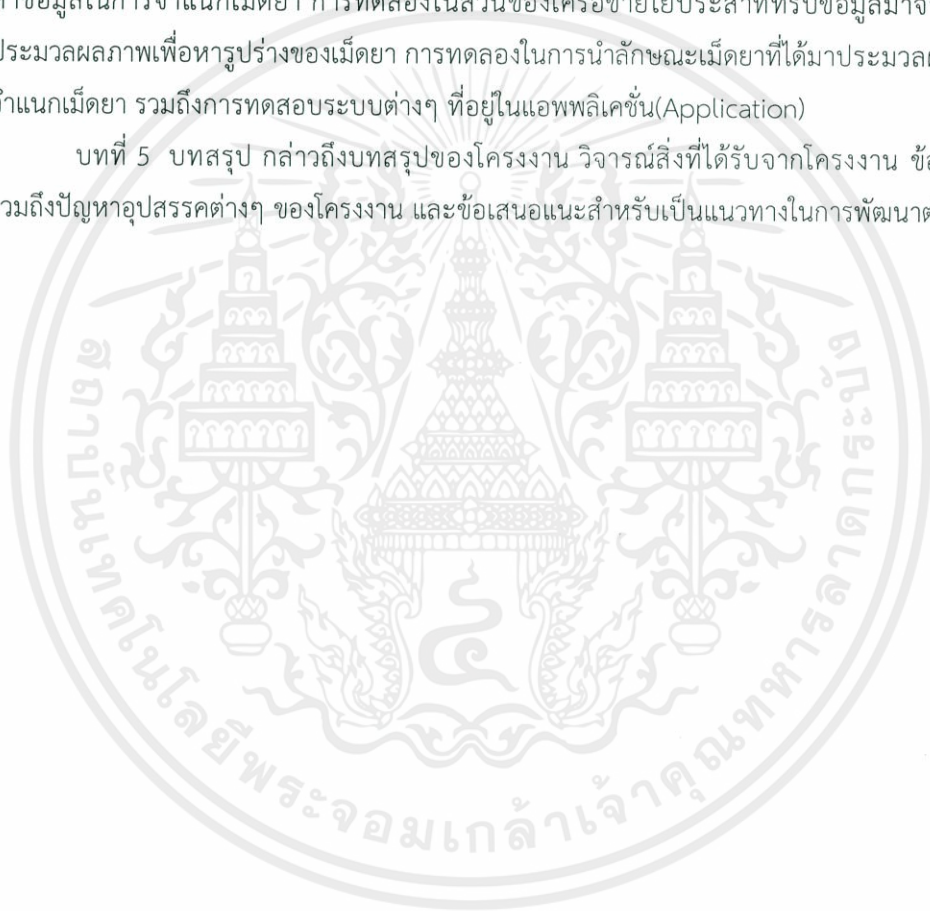 ข้อมูลในการจำแนกเม็ดยา การทดลองในส่วนของเครือข่ายใยประสาทที่รับข้อมูลมา
ประมวลผลภาพเพื่อหารูปร่างของเม็ดยา การทดลองในการนำลักษณะเม็ดยาที่ได้มาประมวล
จำแนกเม็ดยา รวมถึงการทดสอบระบบต่างๆ ที่อยู่ในแอพพลิเคชั่น(Application)
บทที่ 5 บทสรุป กล่าวถึงบทสรุปของโครงงาน วิจารณ์สิ่งที่ได้รับจากโครงงาน
รวมถึงปัญหาอุปสรรคต่างๆ ของโครงงาน และข้อเสนอแนะสำหรับเป็นแนวทางในการพัฒนา
สถาบันเทคโนโลยีพระจอมเกล้าเจ้าคุณทหารลาดกระบัง
๔